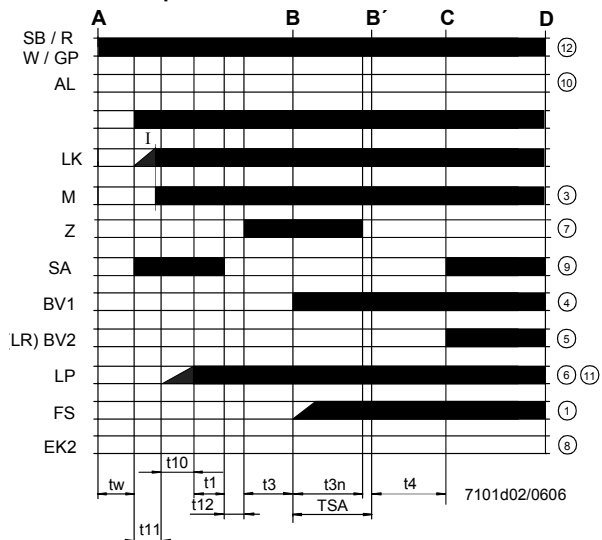 A B B´ C D
SB / R
W / GP 12
AL 10
I
LK
M 3
Z 7
SA 9
BV1 4
(LR) BV2 5
LP 6 11
FS 1
EK2 8
t10
tw t1 t3 t3n t4 7101d02/0606
t12 TSA
t11